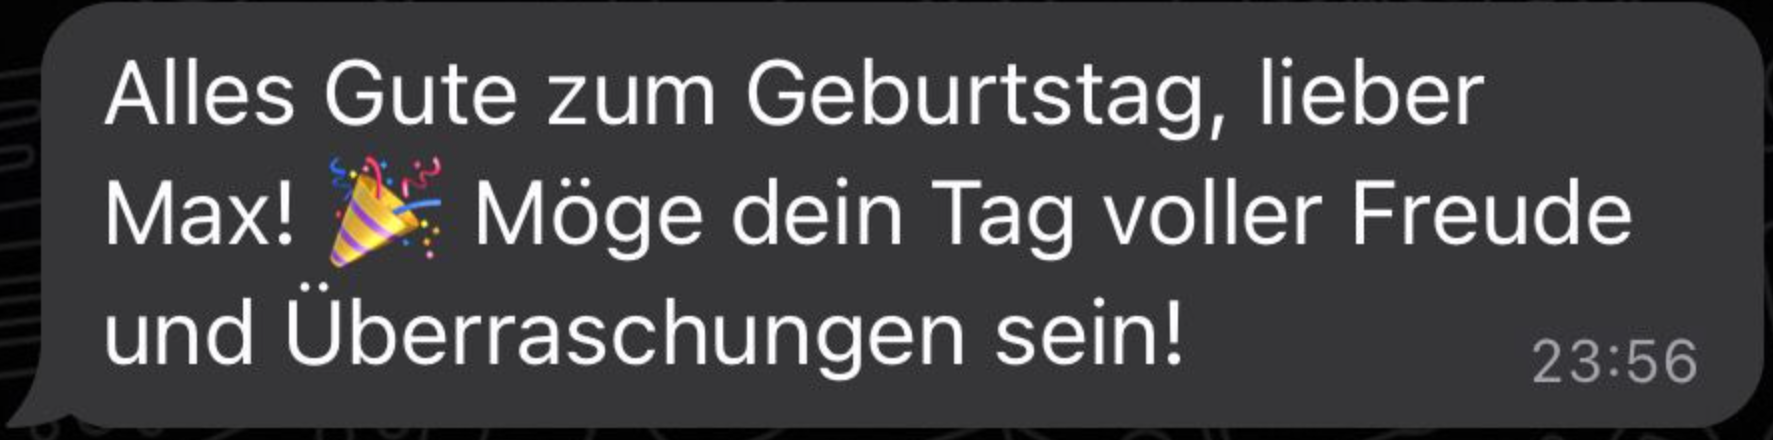 Alles Gute zum Geburtstag, lieber
Max! 🎉 Möge dein Tag voller Freude
und Überraschungen sein!
23:56